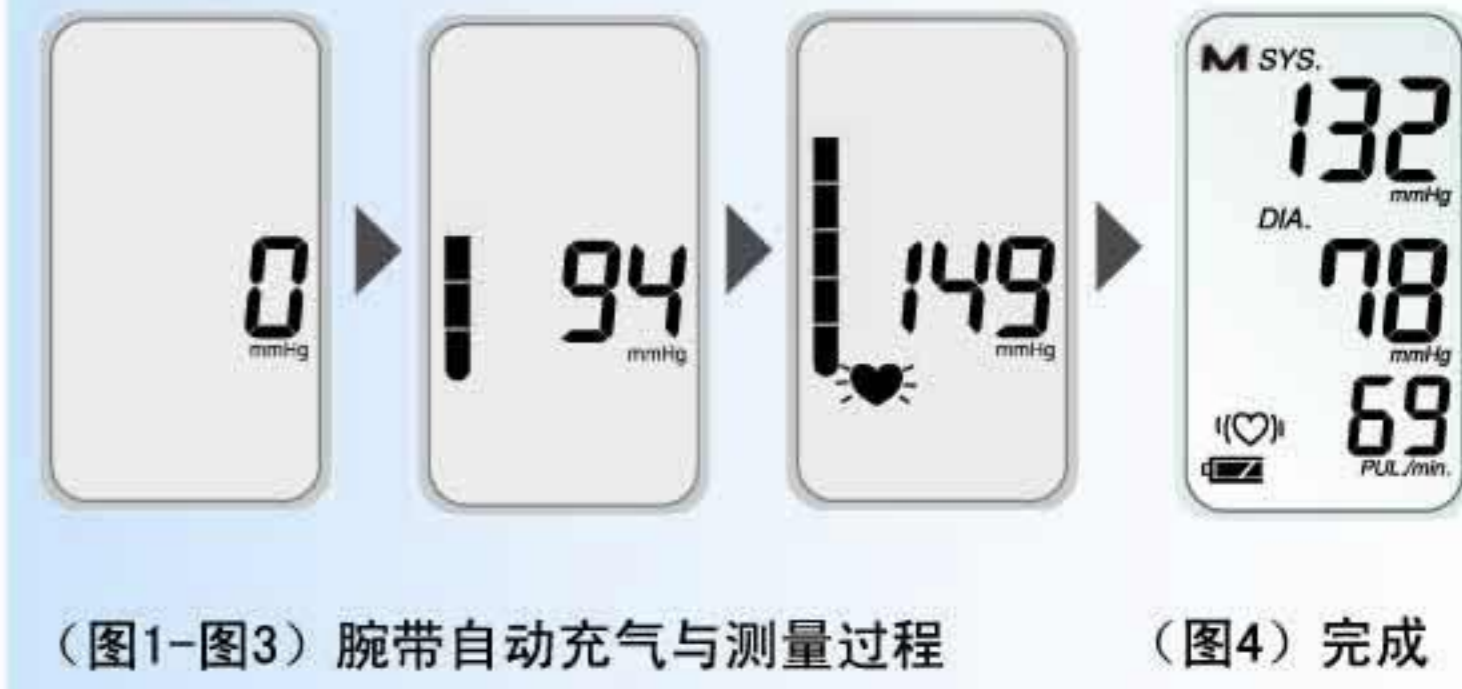 0
mmHg
94
mmHg
149
mmHg
M SYS.
132
mmHg
DIA.
78
mmHg
69
PUL./min.
（图1-图3）腕带自动充气与测量过程
（图4）完成